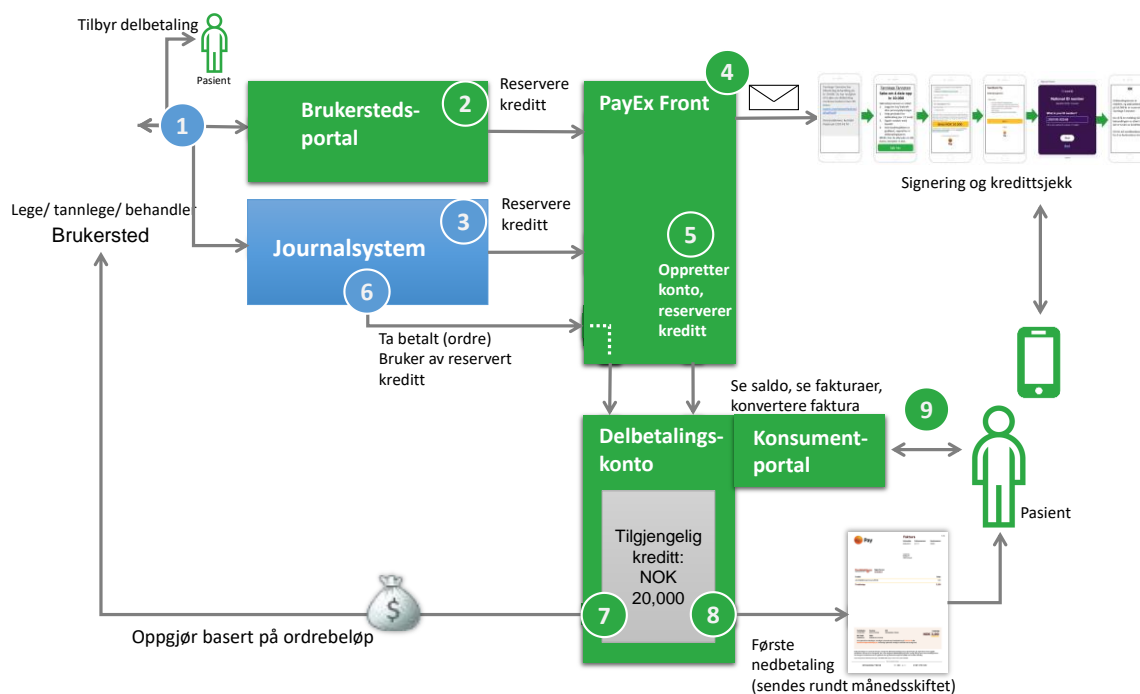 Tilbyr delbetaling
Pasient
1
Lege/ tannlege/ behandler
Brukersted
Brukersteds-
portal
2
Reservere
kreditt
Journalsystem
3
Reservere
kreditt
6
Ta betalt (ordre)
Bruker av reservert
kreditt
PayEx Front
4
5
Oppretter
konto,
reserverer
kreditt
Signering og kredittsjekk
Se saldo, se fakturaer,
konvertere faktura
9
Delbetalings-
konto
Konsument-
portal
Pasient
Tilgjengelig
kreditt:
NOK
20,000
7
8
$
Oppgjør basert på ordrebeløp
Første
nedbetaling
(sendes rundt månedsskiftet)
Pay
Faktura